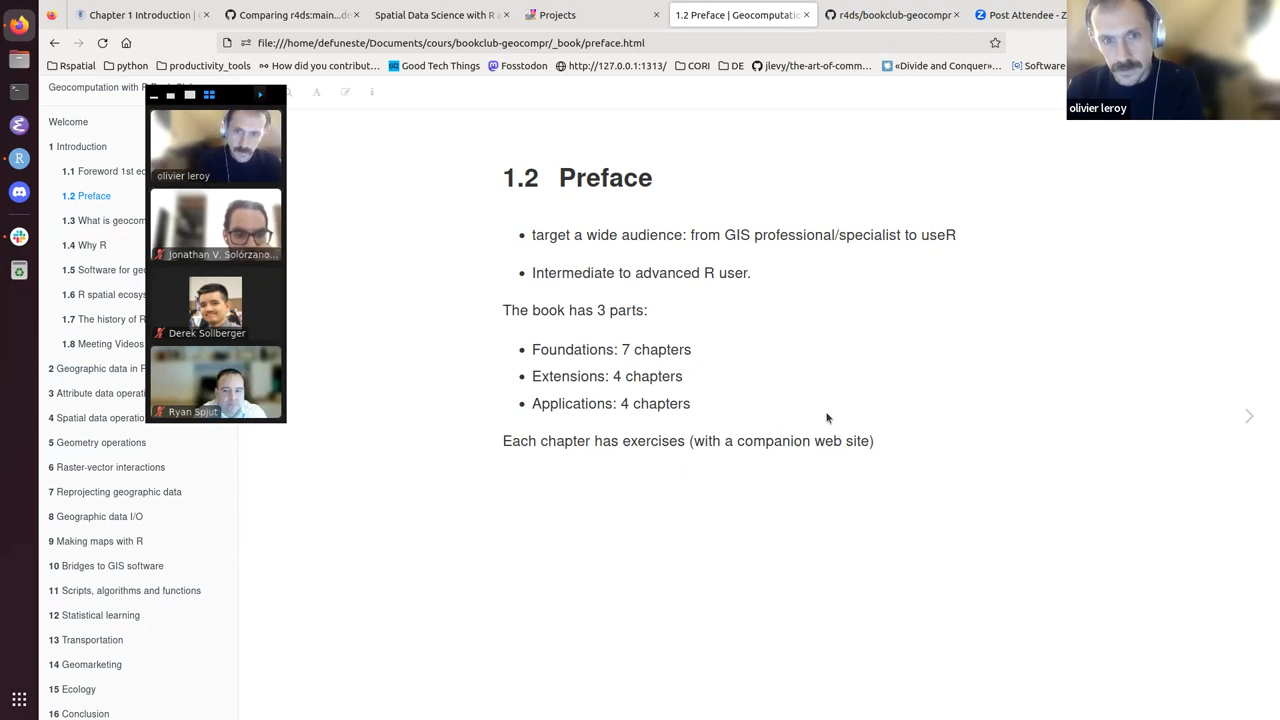 Chapter 1 Introduction |
Comparing r4ds:main...de
Spatial Data Science with R a
Projects
1.2 Preface | Geocomputatio
r4ds/bookclub-geocompr
Post Attendee - Z
file:///home/defuneste/Documents/cours/bookclub-geocompr/_book/preface.html
Rspatial
python
productivity_tools
How did you contribut…
Good Tech Things
Fosstodon
http://127.0.0.1:1313/
CORI
DE
jlevy/the-art-of-comm…
«Divide and Conquer»…
Software
olivier leroy
Geocomputation with
Welcome
1 Introduction
1.1 Foreword 1st ed
1.2 Preface
1.3 What is geocom
1.4 Why R
1.5 Software for geo
1.6 R spatial ecosys
1.7 The history of R
1.8 Meeting Videos
2 Geographic data in R
3 Attribute data operati
4 Spatial data operatio
5 Geometry operations
6 Raster-vector interactions
7 Reprojecting geographic data
8 Geographic data I/O
9 Making maps with R
10 Bridges to GIS software
11 Scripts, algorithms and functions
12 Statistical learning
13 Transportation
14 Geomarketing
15 Ecology
16 Conclusion
olivier leroy
Jonathan V. Solórzano...
Derek Sollberger
Ryan Spjut
1.2 Preface
• target a wide audience: from GIS professional/specialist to useR
• Intermediate to advanced R user.
The book has 3 parts:
• Foundations: 7 chapters
• Extensions: 4 chapters
• Applications: 4 chapters
Each chapter has exercises (with a companion web site)